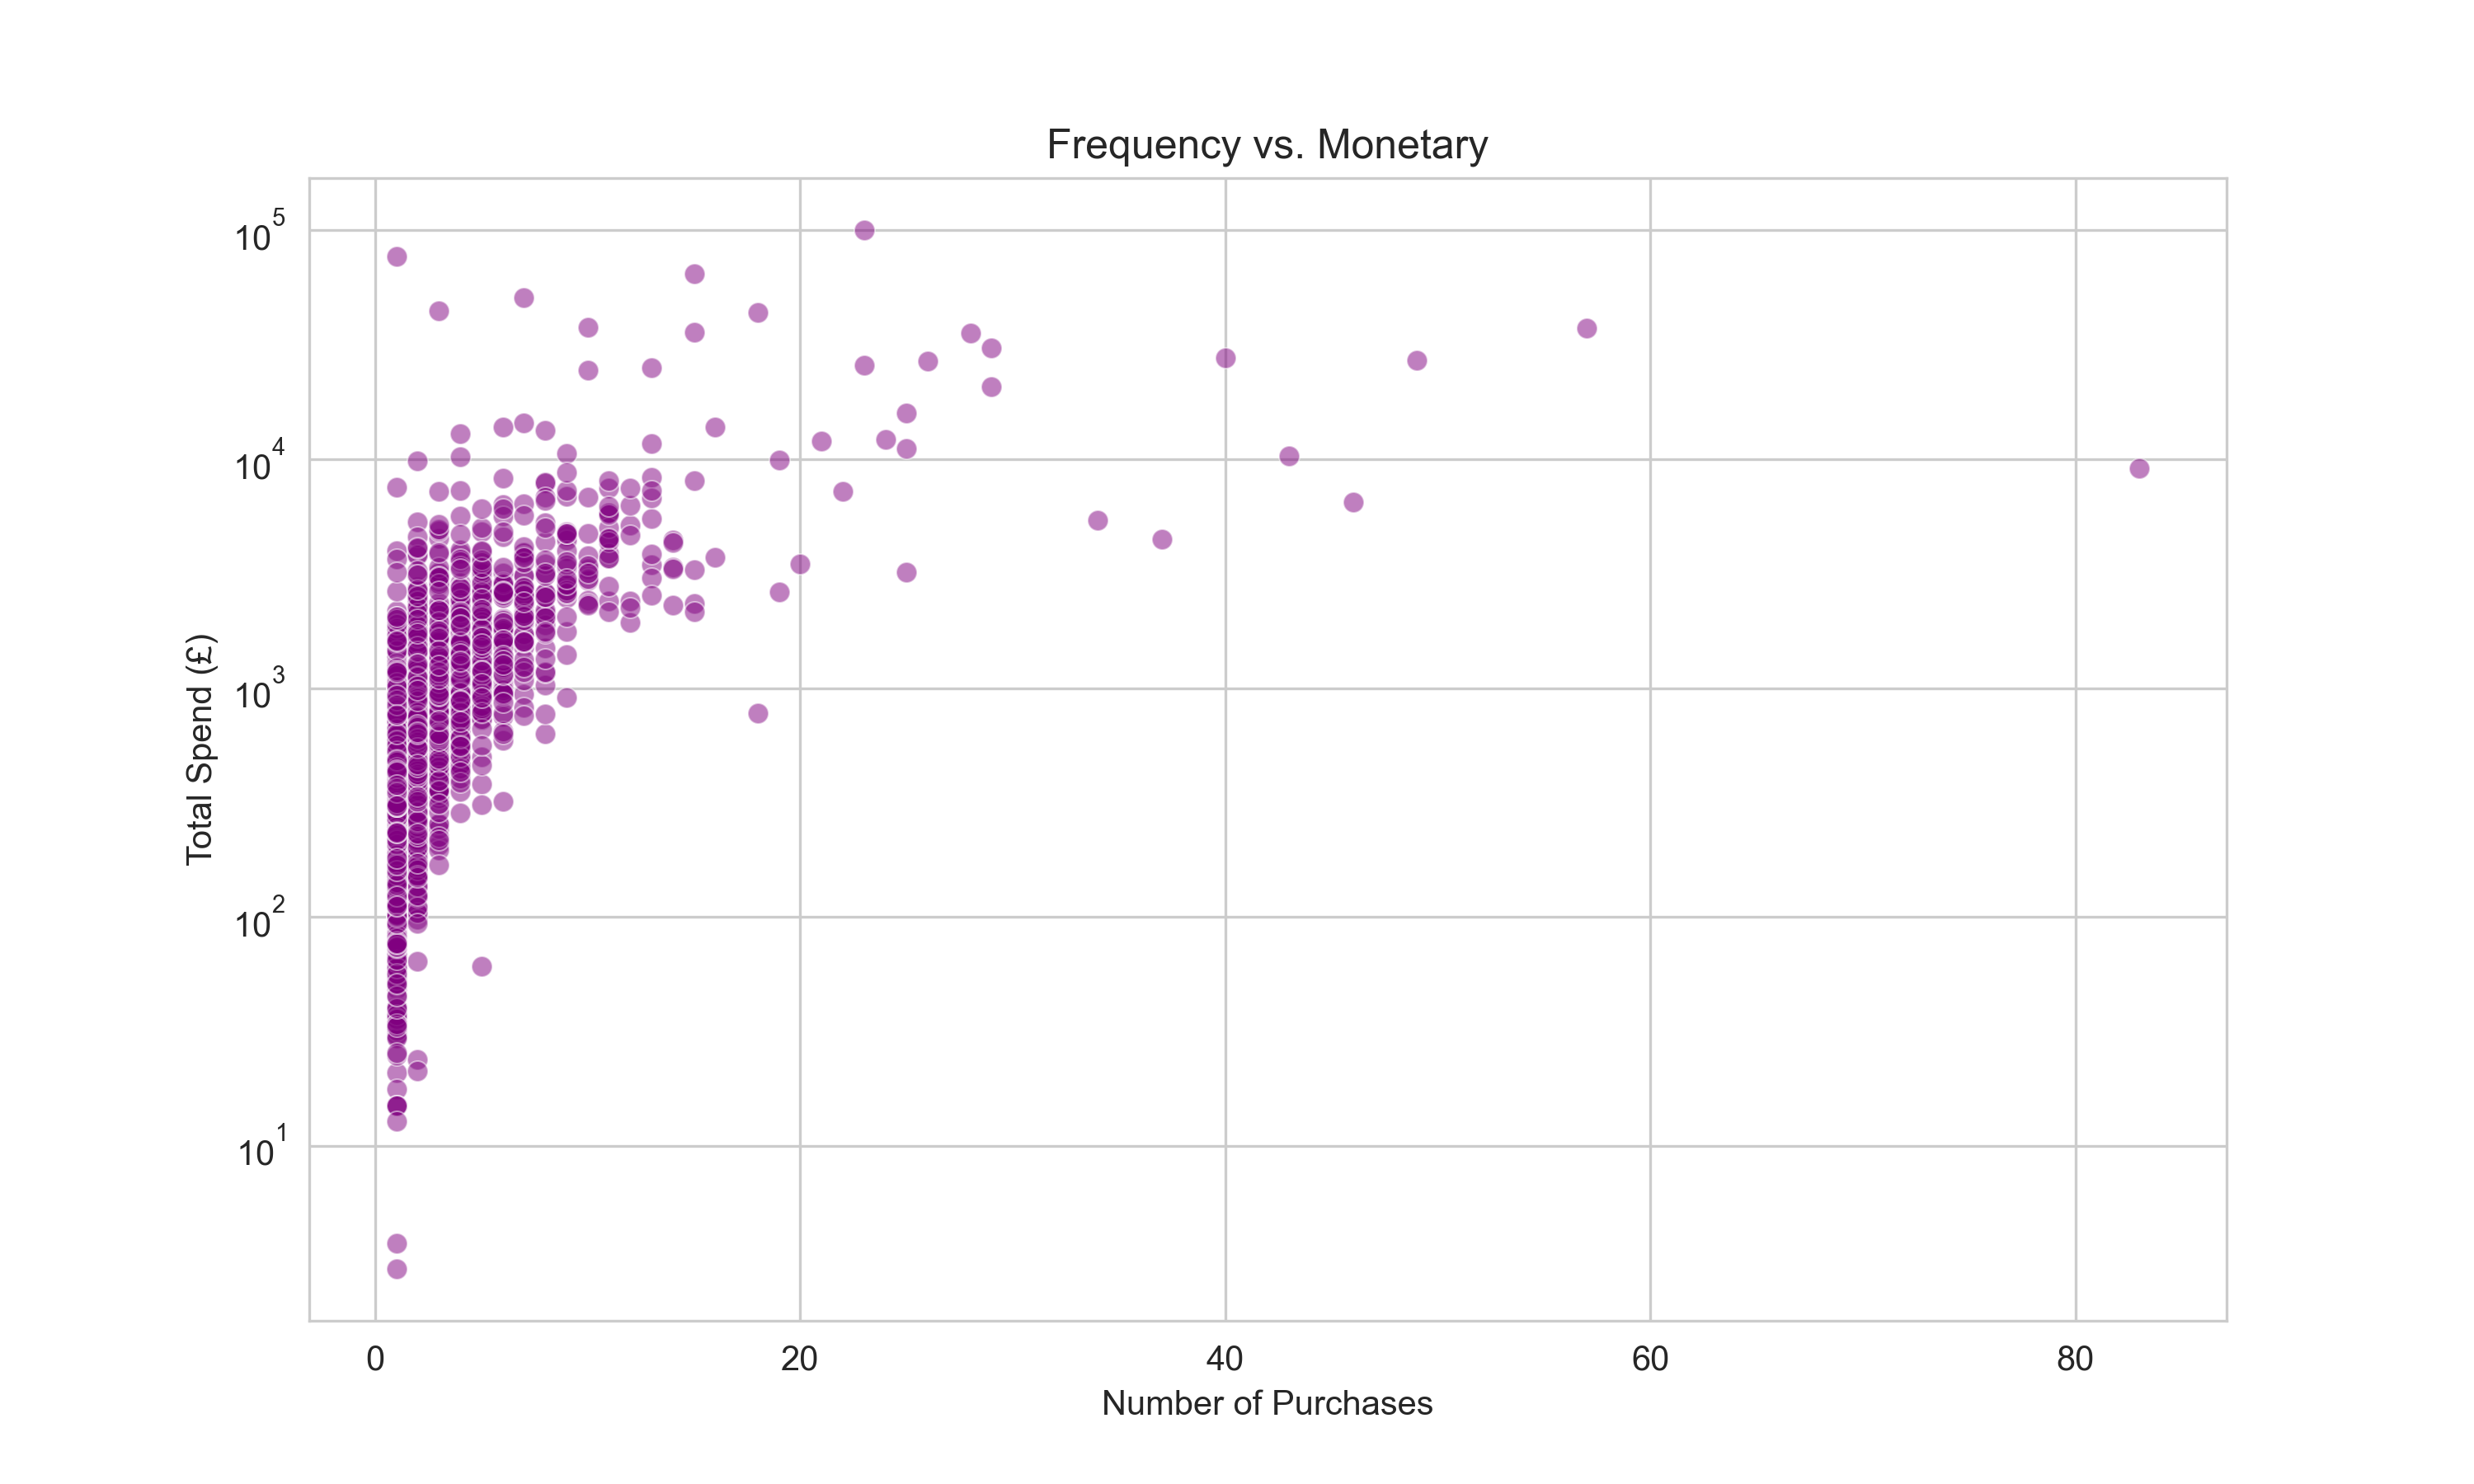 Frequency vs. Monetary
Total Spend (£)
10^5
10^4
10^3
10^2
10^1
0 20 40 60 80
Number of Purchases